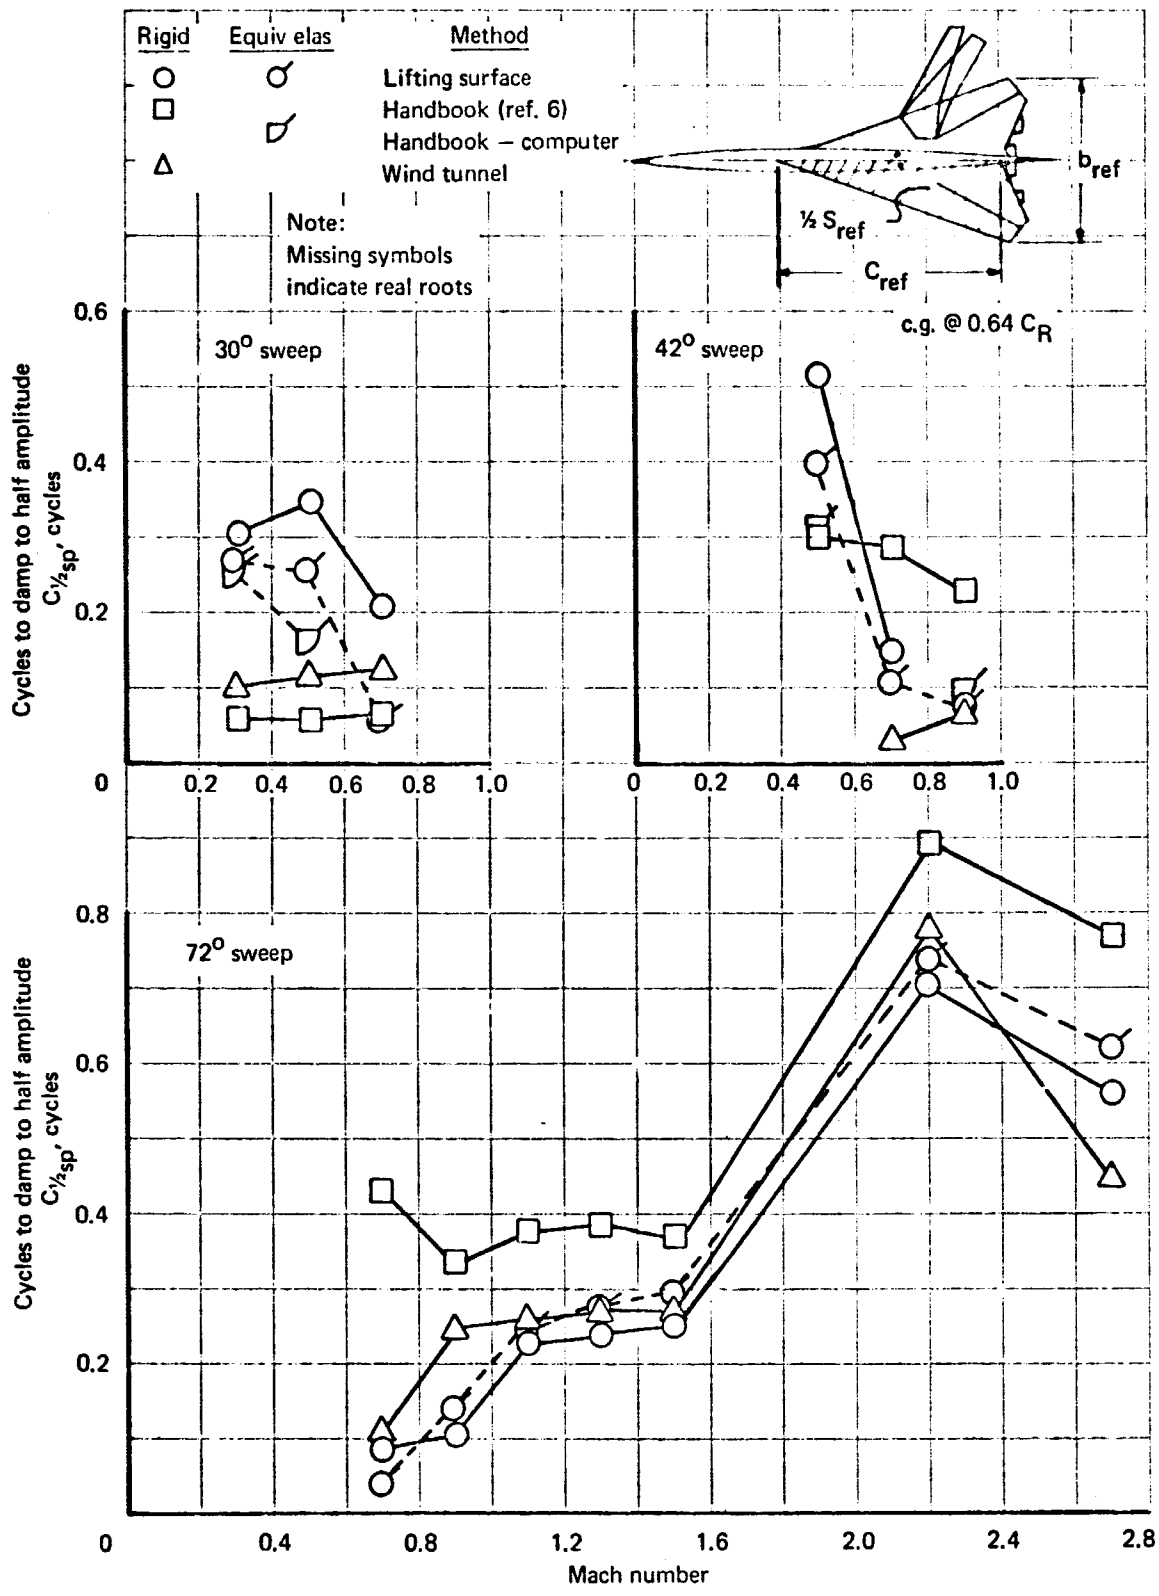 Rigid Equiv elas Method
Lifting surface
Handbook (ref. 6)
Handbook – computer
Wind tunnel
Note:
Missing symbols
indicate real roots
b_ref
½ S_ref
C_ref
c.g. @ 0.64 C_R
30° sweep
42° sweep
Cycles to damp to half amplitude
C_½sp, cycles
0.6
0.4
0.2
0 0.2 0.4 0.6 0.8 1.0
0 0.2 0.4 0.6 0.8 1.0
72° sweep
Cycles to damp to half amplitude
C_½sp, cycles
0.8
0.6
0.4
0.2
0
0 0.4 0.8 1.2 1.6 2.0 2.4 2.8
Mach number